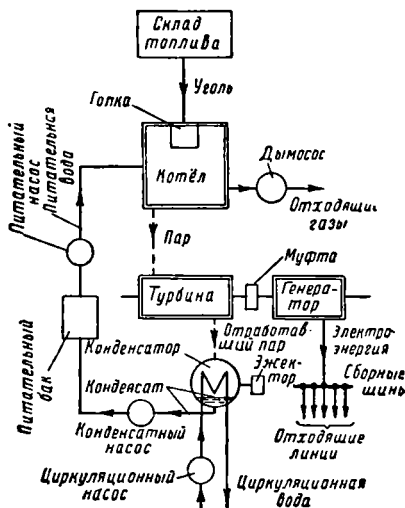 Склад
топлива
Уголь
Топка
Котёл
Дымосос
Отходящие
газы
Питательный
насос
Питательная
вода
Пар
Муфта
Турбина
Генера-
тор
Отработав-
ший пар
Электро-
энергия
Конденсатор
Эжек-
тор
Сборные
шины
Питательный
бак
Конденсат
Конденсатный
насос
Отходящие
линии
Циркуляционный
насос
Циркуляционная
вода